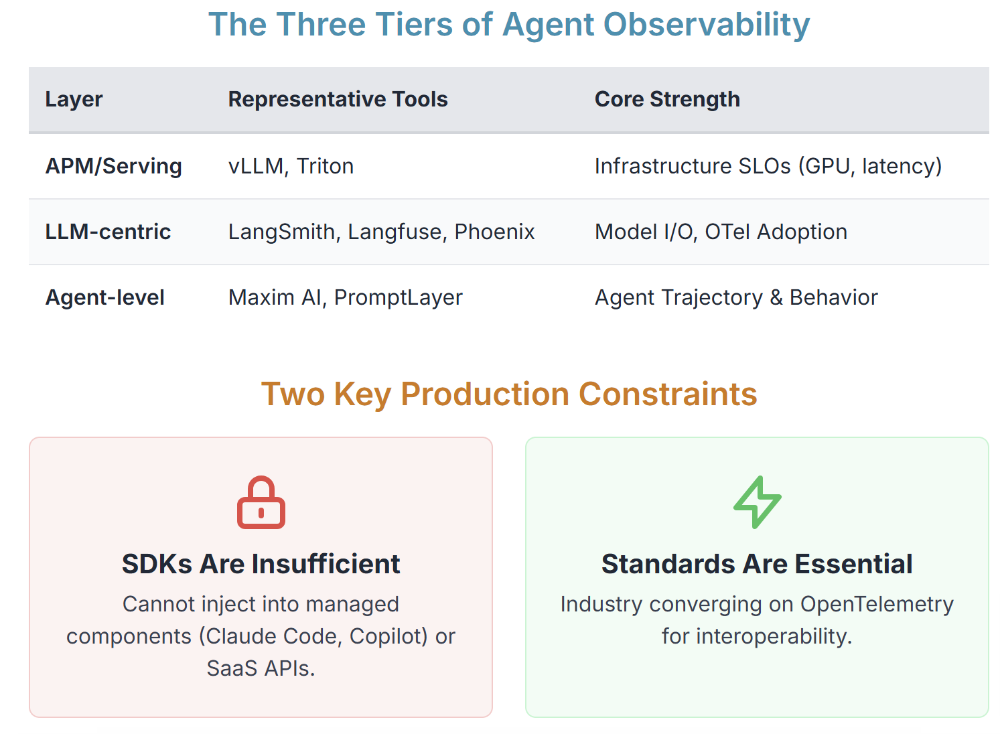 The Three Tiers of Agent Observability
Layer Representative Tools Core Strength
APM/Serving vLLM, Triton Infrastructure SLOs (GPU, latency)
LLM-centric LangSmith, Langfuse, Phoenix Model I/O, OTel Adoption
Agent-level Maxim AI, PromptLayer Agent Trajectory & Behavior
Two Key Production Constraints
SDKs Are Insufficient
Cannot inject into managed
components (Claude Code, Copilot) or
SaaS APIs.
Standards Are Essential
Industry converging on OpenTelemetry
for interoperability.